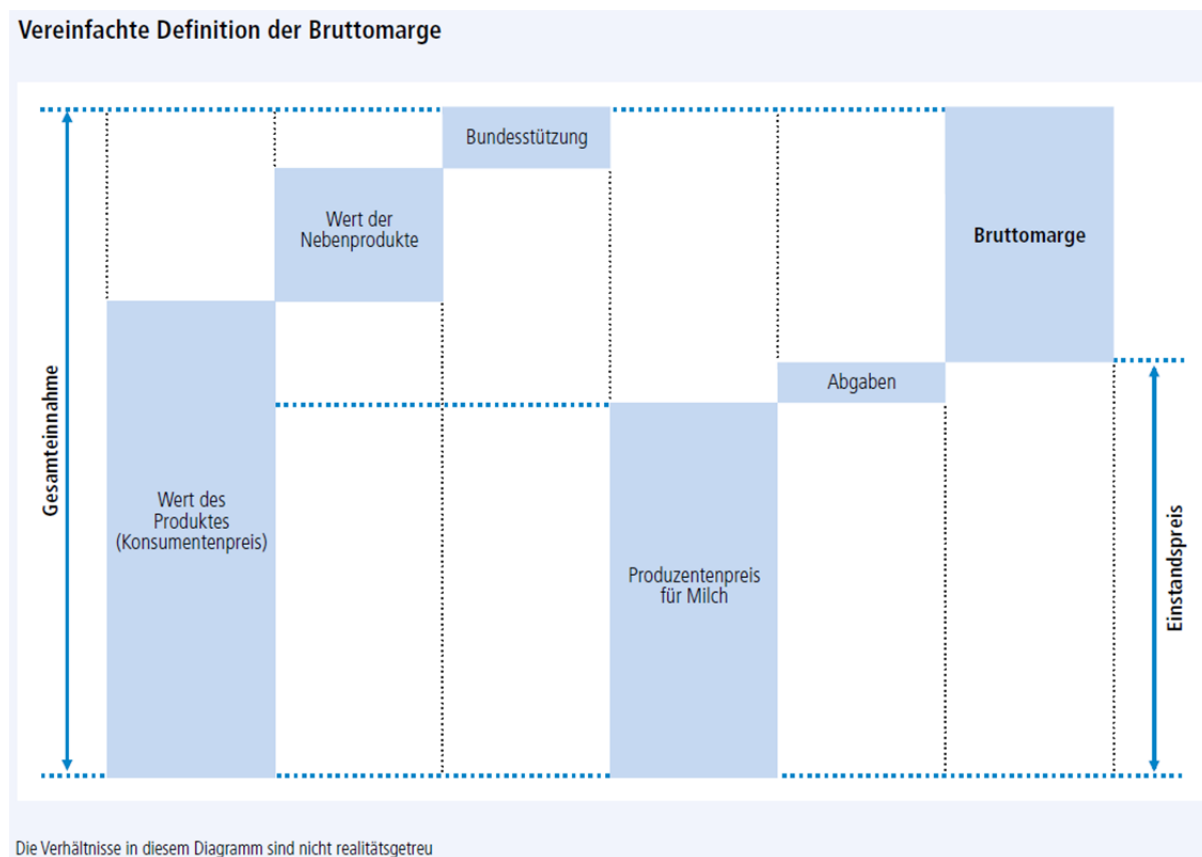 Vereinfachte Definition der Bruttomarge
Gesamteinnahme
Wert des
Produktes
(Konsumentenpreis)
Wert der
Nebenprodukte
Bundesstützung
Produzentenpreis
für Milch
Abgaben
Bruttomarge
Einstandspreis
Die Verhältnisse in diesem Diagramm sind nicht realitätsgetreu